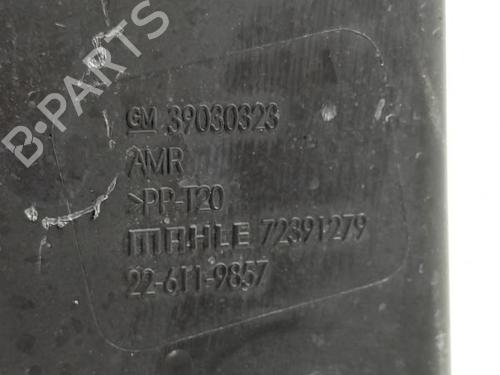 B-PARTS
GM 39030323
AMR
>PP-T20
MAHLE 72391279
22-611-9857